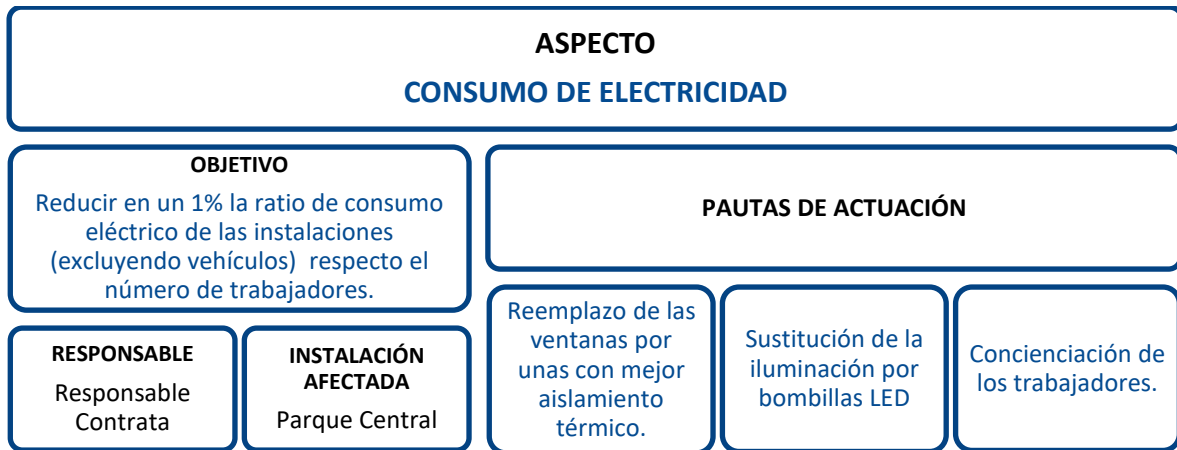 ASPECTO
CONSUMO DE ELECTRICIDAD
OBJETIVO
Reducir en un 1% la ratio de consumo
eléctrico de las instalaciones
(excluyendo vehículos) respecto el
número de trabajadores.
RESPONSABLE
Responsable
Contrata
INSTALACIÓN
AFECTADA
Parque Central
PAUTAS DE ACTUACIÓN
Reemplazo de las
ventanas por
unas con mejor
aislamiento
térmico.
Sustitución de la
iluminación por
bombillas LED
Concienciación de
los trabajadores.